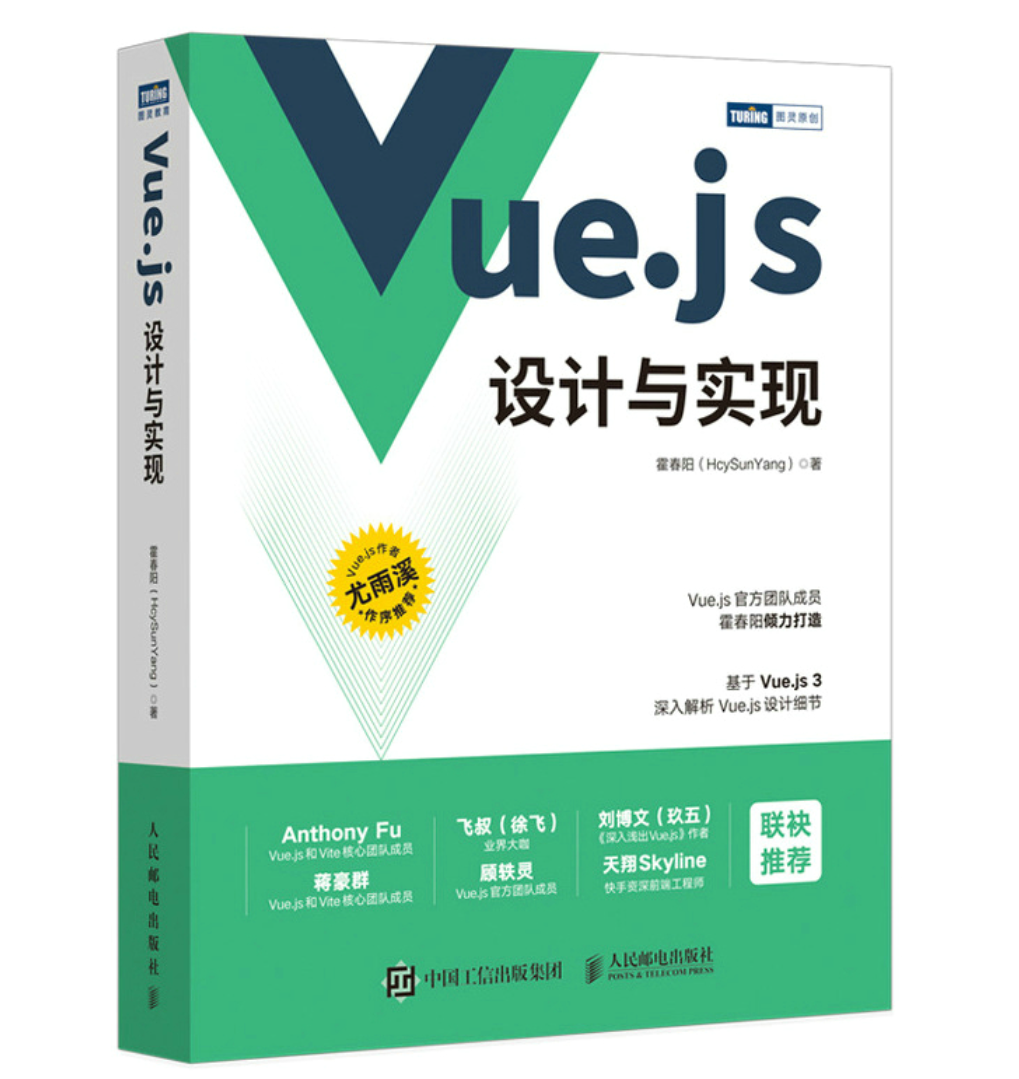 TURING
图灵教育
Vue.js
设计与实现
霍春阳（HcySunYang）◎著
人民邮电出版社
TURING 图灵原创
Vue.js
设计与实现
霍春阳（HcySunYang）◎著
Vue.js作者
尤雨溪
作序推荐
Vue.js 官方团队成员
霍春阳倾力打造
基于 Vue.js 3
深入解析 Vue.js 设计细节
Anthony Fu
Vue.js 和 Vite 核心团队成员
蒋豪群
Vue.js 和 Vite 核心团队成员
飞叔（徐飞）
业界大咖
顾轶灵
Vue.js 官方团队成员
刘博文（玖五）
《深入浅出Vue.js》作者
天翔Skyline
快手资深前端工程师
联袂
推荐
中国工信出版集团
人民邮电出版社
POSTS & TELECOM PRESS